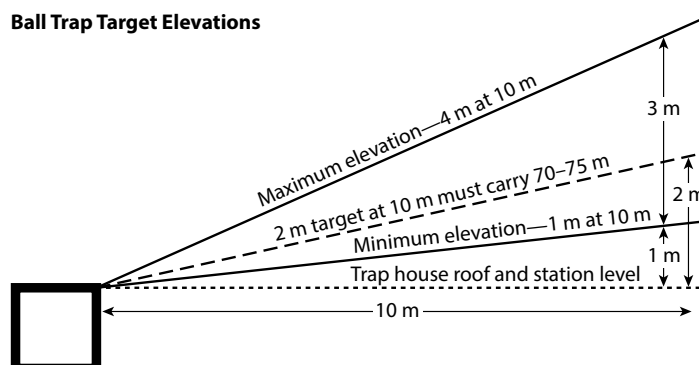 Ball Trap Target Elevations
Maximum elevation—4 m at 10 m
3 m
2 m target at 10 m must carry 70–75 m
2 m
Minimum elevation—1 m at 10 m
1 m
Trap house roof and station level
10 m